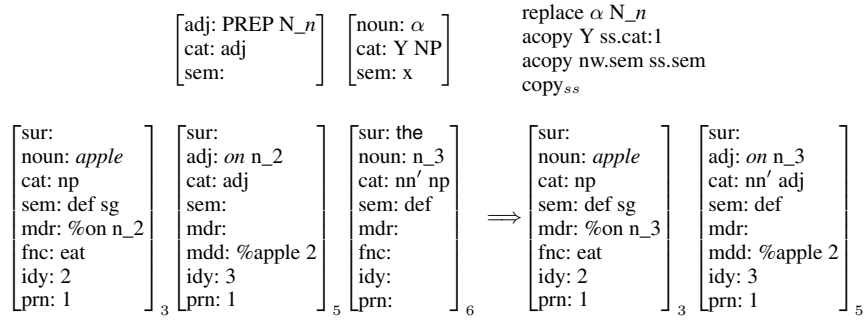 [adj: PREP N_n] [noun: α] replace α N_n
[cat: adj] [cat: Y NP] acopy Y ss.cat:1
[sem:] [sem: x] acopy nw.sem ss.sem
copyss
sur: sur: sur: the sur: sur:
noun: apple adj: on n_2 noun: n_3 noun: apple adj: on n_3
cat: np cat: adj cat: nn′ np cat: np cat: nn′ adj
sem: def sg sem: sem: def sem: def sg sem: def
mdr: %on n_2 mdr: mdr: ⟹ mdr: %on n_3 mdr:
fnc: eat mdd: %apple 2 fnc: fnc: eat mdd: %apple 2
idy: 2 idy: 3 idy: idy: 2 idy: 3
prn: 1 prn: 1 prn: prn: 1 prn: 1
3 5 6 3 5